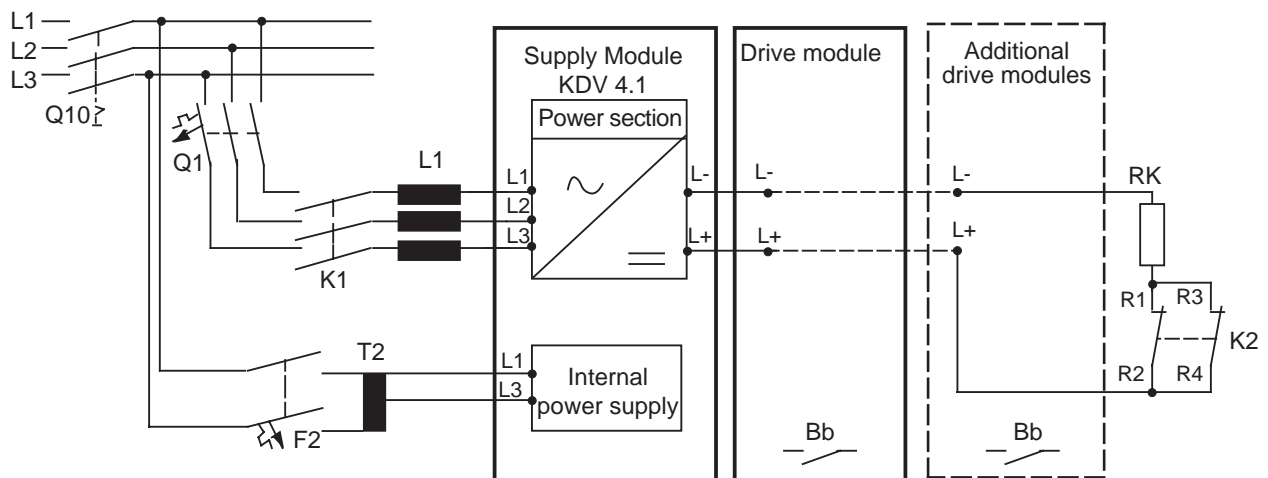 L1
L2
L3
Q10
Q1
K1
L1
Supply Module
KDV 4.1
Power section
L1
L2
L3
L-
L+
Drive module
L-
L+
Additional
drive modules
L-
L+
RK
R1
R3
K2
R2
R4
T2
F2
L1
L3
Internal
power supply
Bb
Bb